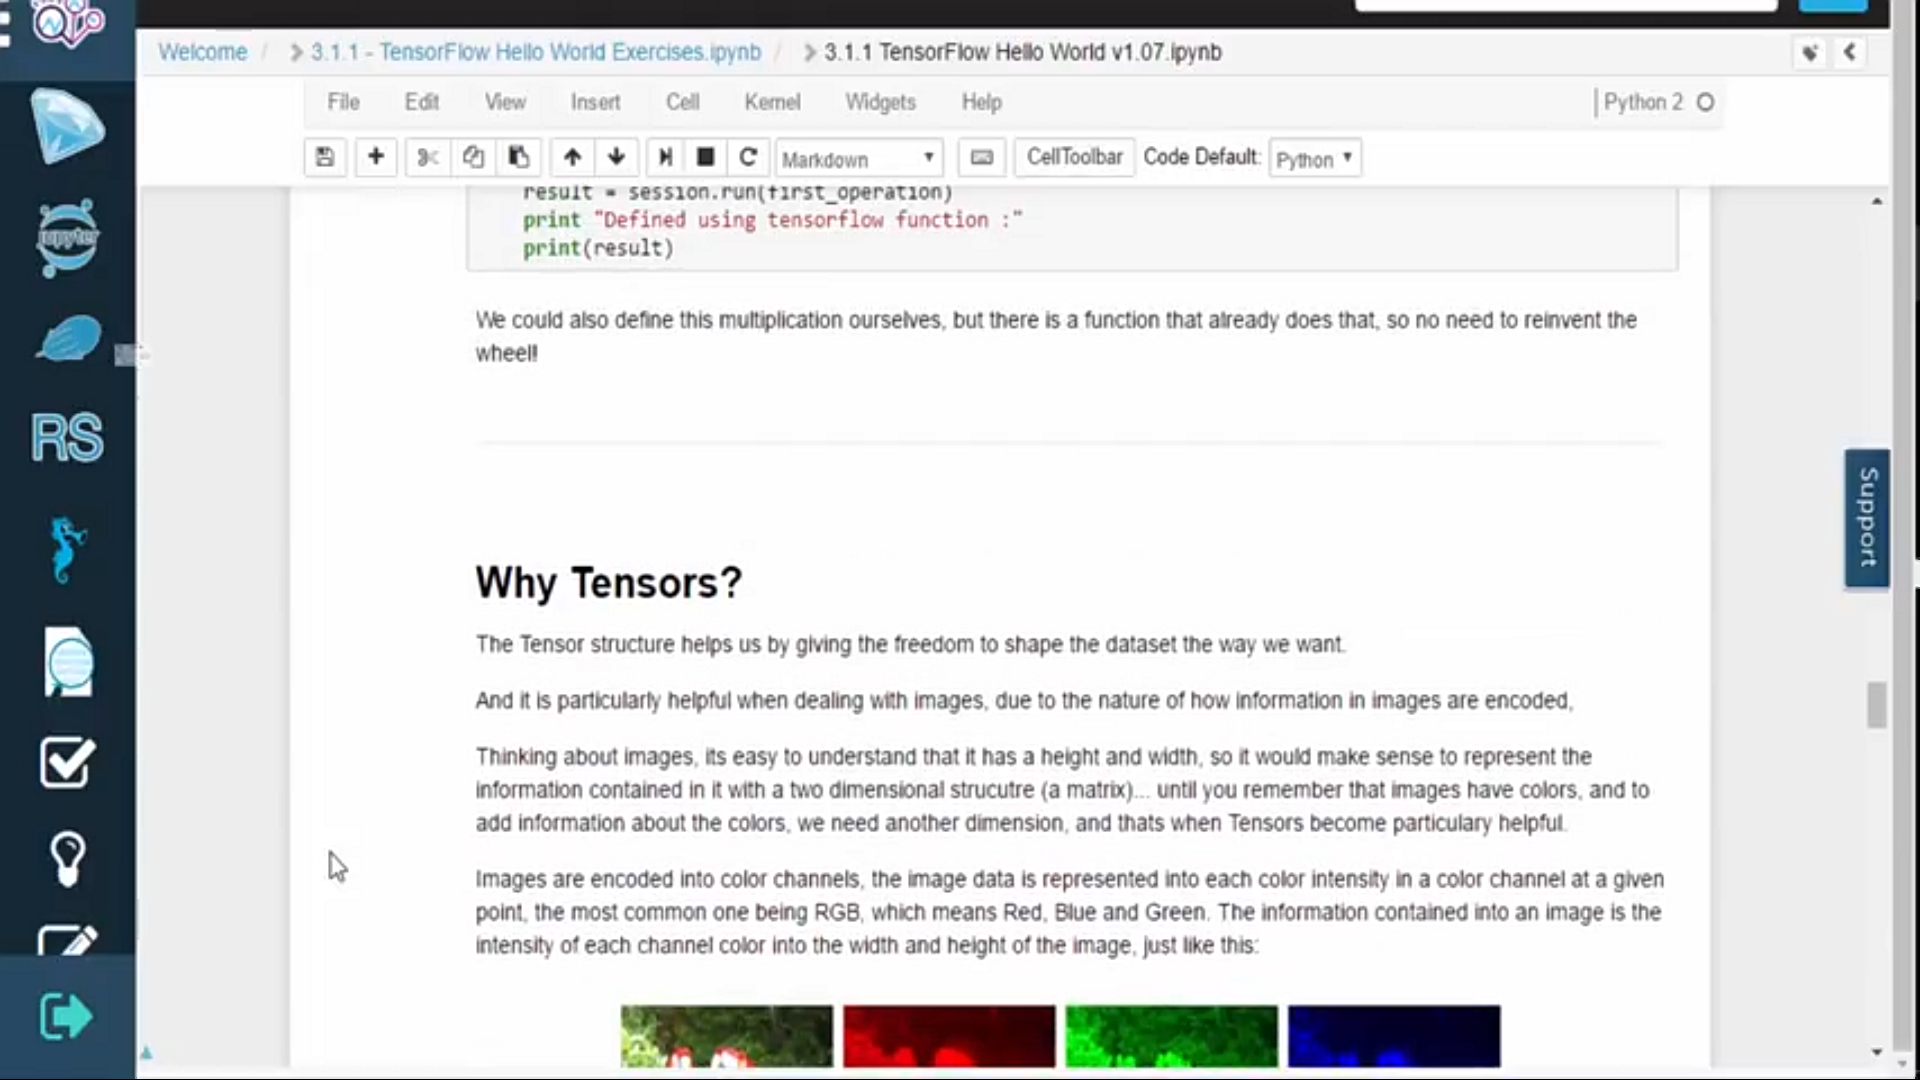 Welcome / > 3.1.1 - TensorFlow Hello World Exercises.ipynb / > 3.1.1 TensorFlow Hello World v1.07.ipynb
File Edit View Insert Cell Kernel Widgets Help Python 2
Markdown CellToolbar Code Default: Python
jupyter
RS
Support
result = session.run(first_operation)
print "Defined using tensorflow function :"
print(result)
We could also define this multiplication ourselves, but there is a function that already does that, so no need to reinvent the
wheel!
Why Tensors?
The Tensor structure helps us by giving the freedom to shape the dataset the way we want.
And it is particularly helpful when dealing with images, due to the nature of how information in images are encoded,
Thinking about images, its easy to understand that it has a height and width, so it would make sense to represent the
information contained in it with a two dimensional strucutre (a matrix)... until you remember that images have colors, and to
add information about the colors, we need another dimension, and thats when Tensors become particulary helpful.
Images are encoded into color channels, the image data is represented into each color intensity in a color channel at a given
point, the most common one being RGB, which means Red, Blue and Green. The information contained into an image is the
intensity of each channel color into the width and height of the image, just like this: